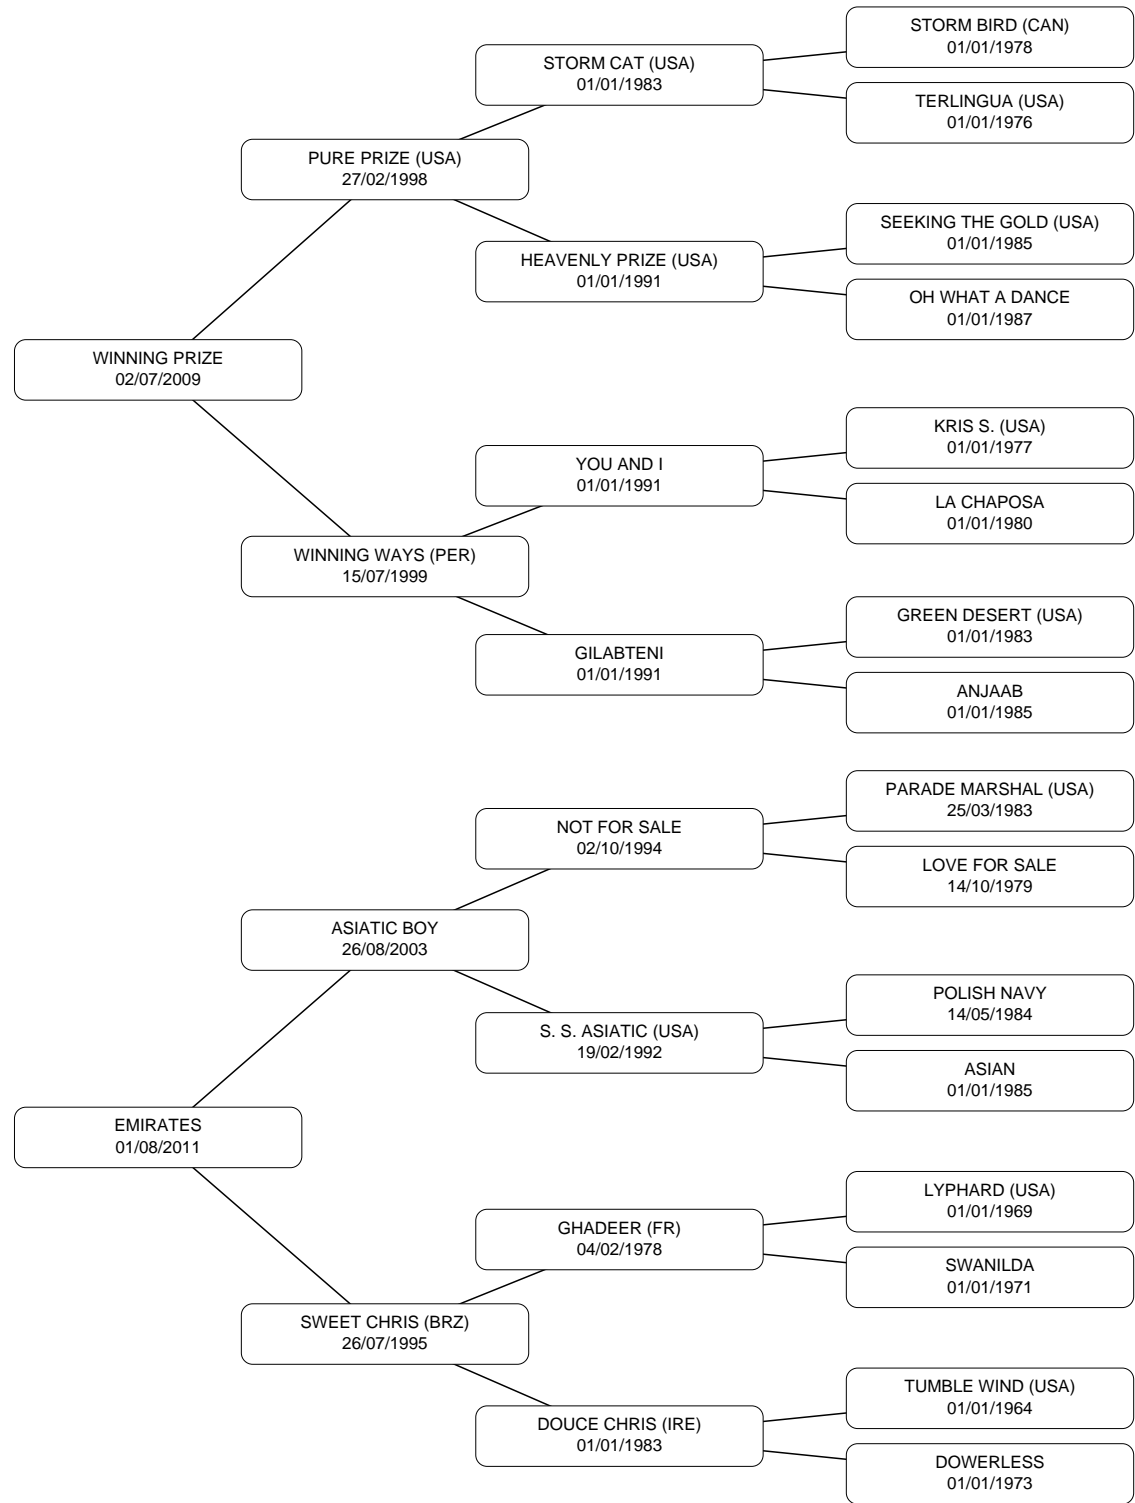 STORM BIRD (CAN)
01/01/1978
STORM CAT (USA)
01/01/1983
TERLINGUA (USA)
01/01/1976
PURE PRIZE (USA)
27/02/1998
SEEKING THE GOLD (USA)
01/01/1985
HEAVENLY PRIZE (USA)
01/01/1991
OH WHAT A DANCE
01/01/1987
WINNING PRIZE
02/07/2009
KRIS S. (USA)
01/01/1977
YOU AND I
01/01/1991
LA CHAPOSA
01/01/1980
WINNING WAYS (PER)
15/07/1999
GREEN DESERT (USA)
01/01/1983
GILABTENI
01/01/1991
ANJAAB
01/01/1985
PARADE MARSHAL (USA)
25/03/1983
NOT FOR SALE
02/10/1994
LOVE FOR SALE
14/10/1979
ASIATIC BOY
26/08/2003
POLISH NAVY
14/05/1984
S. S. ASIATIC (USA)
19/02/1992
ASIAN
01/01/1985
EMIRATES
01/08/2011
LYPHARD (USA)
01/01/1969
GHADEER (FR)
04/02/1978
SWANILDA
01/01/1971
SWEET CHRIS (BRZ)
26/07/1995
TUMBLE WIND (USA)
01/01/1964
DOUCE CHRIS (IRE)
01/01/1983
DOWERLESS
01/01/1973